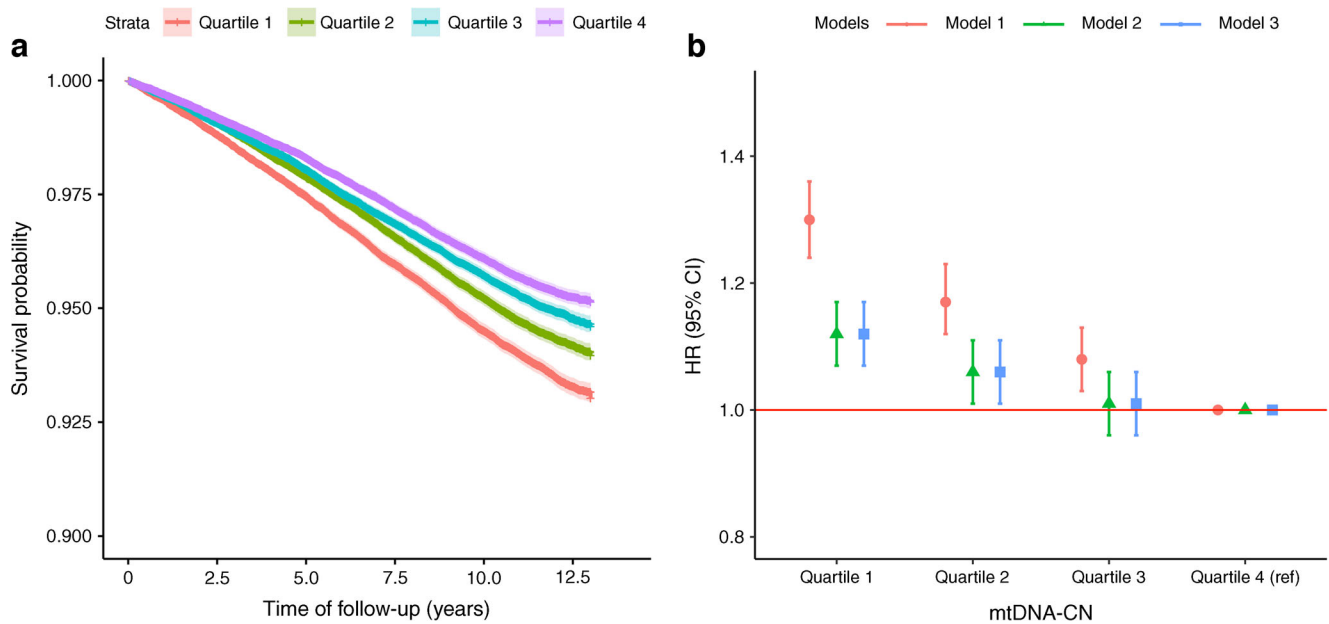 a
Strata Quartile 1 Quartile 2 Quartile 3 Quartile 4
1.000
0.975
0.950
0.925
0.900
Survival probability
0 2.5 5.0 7.5 10.0 12.5
Time of follow-up (years)
b
Models Model 1 Model 2 Model 3
1.4
1.2
1.0
0.8
HR (95% CI)
Quartile 1 Quartile 2 Quartile 3 Quartile 4 (ref)
mtDNA-CN